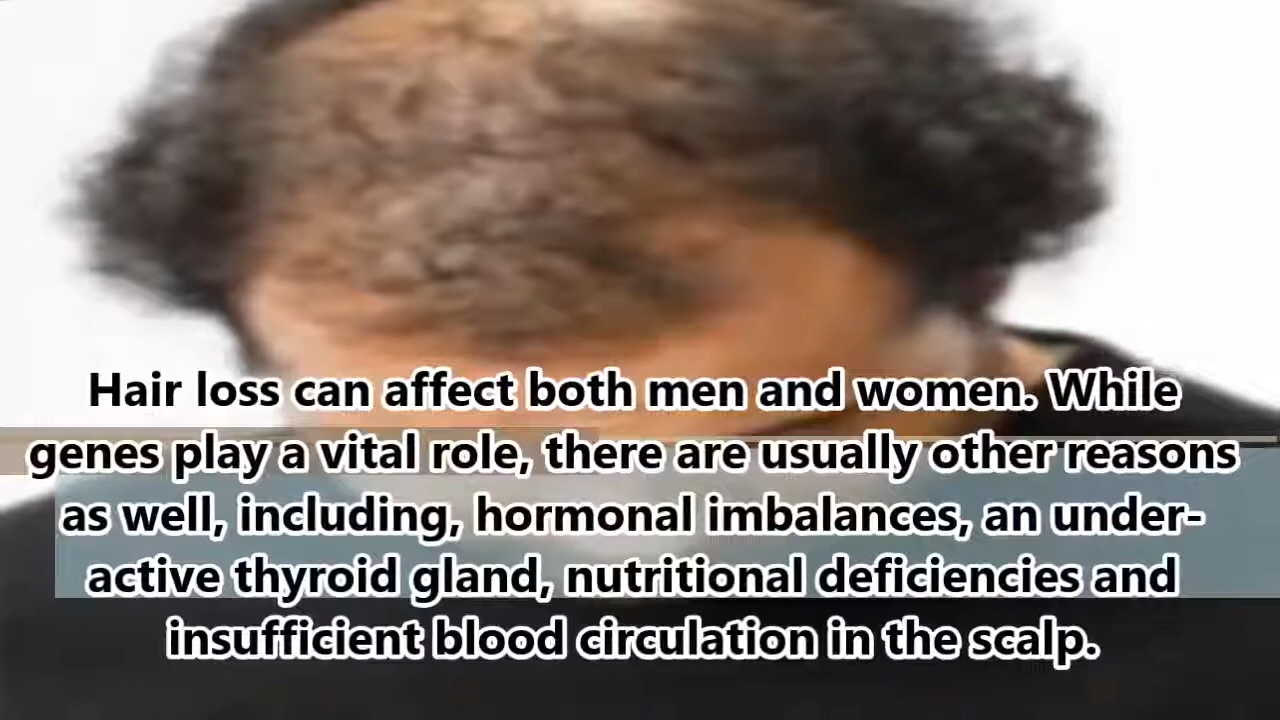 Hair loss can affect both men and women. While
genes play a vital role, there are usually other reasons
as well, including, hormonal imbalances, an under-
active thyroid gland, nutritional deficiencies and
insufficient blood circulation in the scalp.